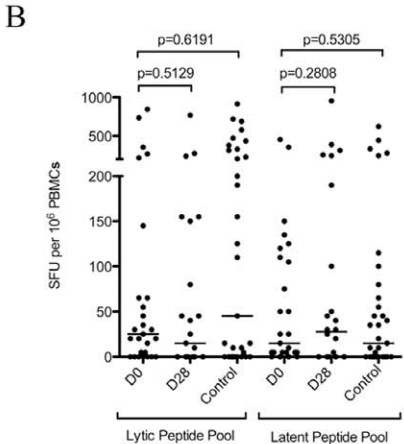 B
p=0.6191
p=0.5305
p=0.5129
p=0.2808
1000
500
200
150
100
50
0
SFU per 10⁶ PBMCs
D0
D28
Control
D0
D28
Control
Lytic Peptide Pool
Latent Peptide Pool